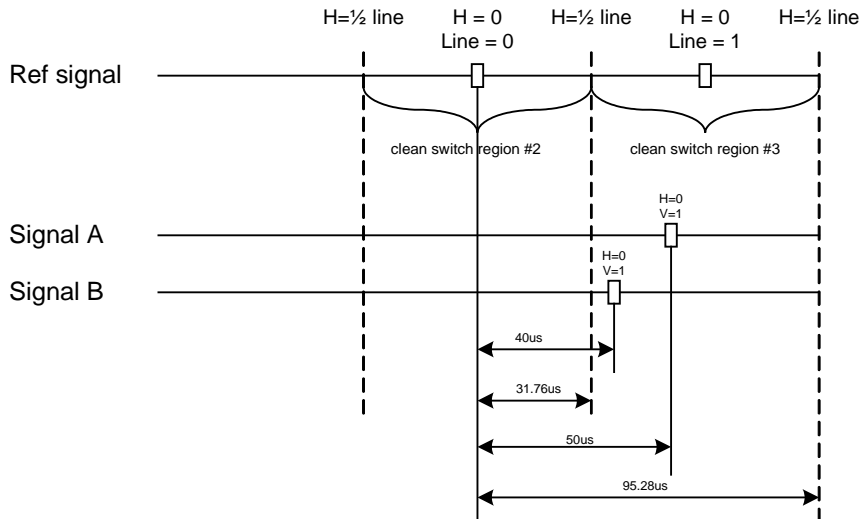 H=½ line H = 0 H=½ line H = 0 H=½ line
Line = 0 Line = 1
Ref signal
clean switch region #2 clean switch region #3
H=0
V=1
Signal A
H=0
V=1
Signal B
40us
31.76us
50us
95.28us